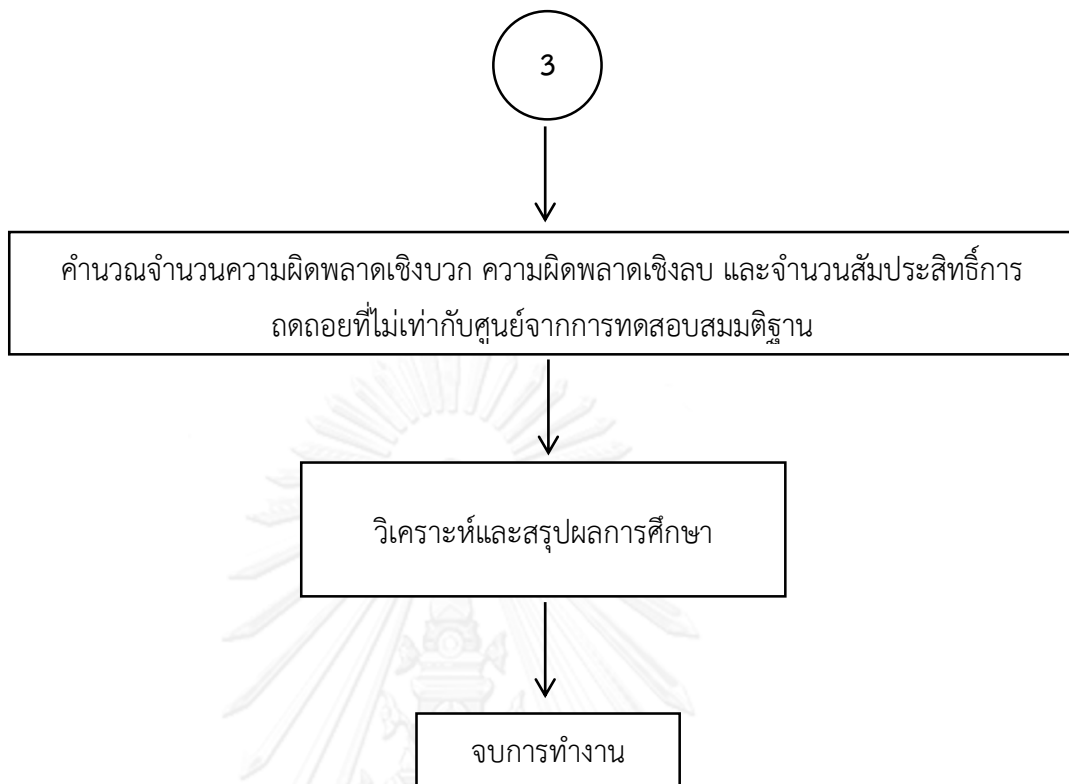 3
คำนวณจำนวนความผิดพลาดเชิงบวก ความผิดพลาดเชิงลบ และจำนวนสัมประสิทธิ์การ
ถดถอยที่ไม่เท่ากับศูนย์จากการทดสอบสมมติฐาน
วิเคราะห์และสรุปผลการศึกษา
จบการทำงาน